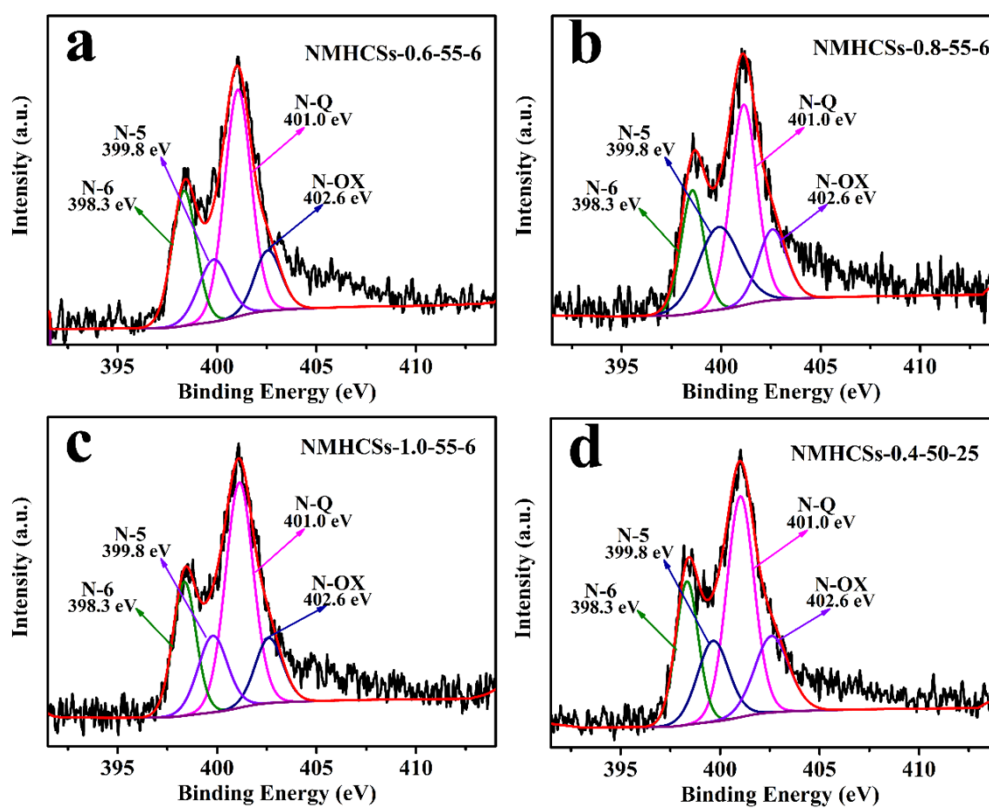 a
NMHCSs-0.6-55-6
N-Q
401.0 eV
N-5
399.8 eV
N-OX
402.6 eV
N-6
398.3 eV
Intensity (a.u.)
395 400 405 410
Binding Energy (eV)
b
NMHCSs-0.8-55-6
N-Q
401.0 eV
N-5
399.8 eV
N-OX
402.6 eV
N-6
398.3 eV
Intensity (a.u.)
395 400 405 410
Binding Energy (eV)
c
NMHCSs-1.0-55-6
N-Q
401.0 eV
N-5
399.8 eV
N-OX
402.6 eV
N-6
398.3 eV
Intensity (a.u.)
395 400 405 410
Binding Energy (eV)
d
NMHCSs-0.4-50-25
N-Q
401.0 eV
N-5
399.8 eV
N-OX
402.6 eV
N-6
398.3 eV
Intensity (a.u.)
395 400 405 410
Binding Energy (eV)